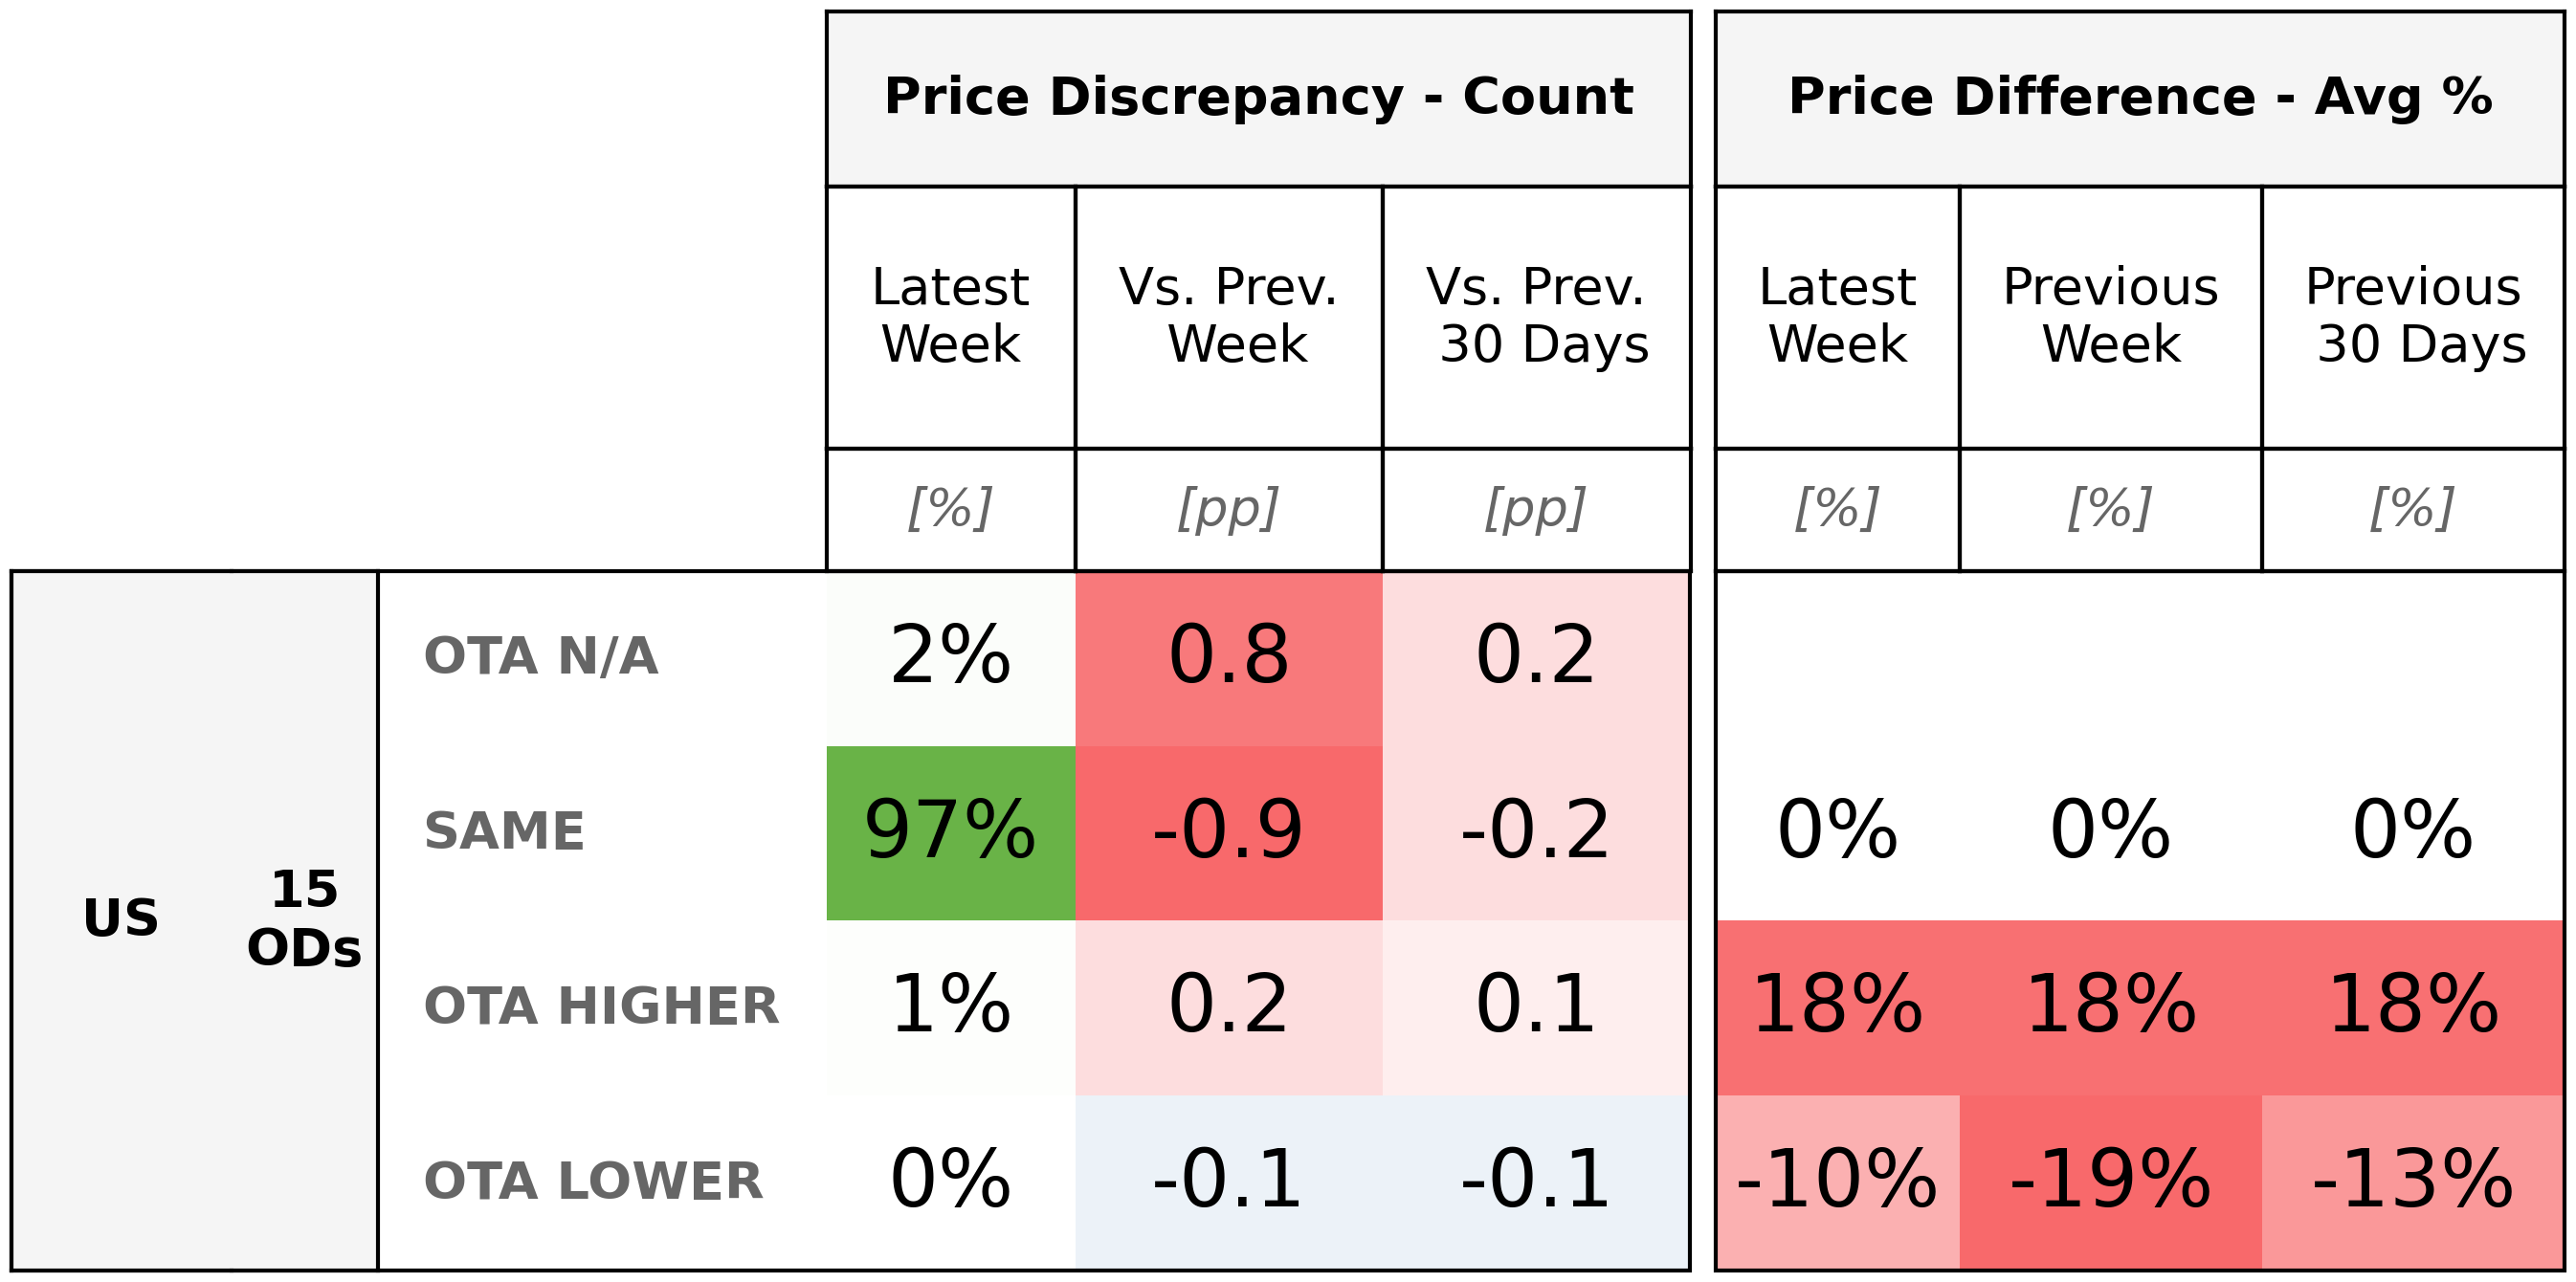 Price Discrepancy - Count Price Difference - Avg %
Latest Vs. Prev. Vs. Prev. Latest Previous Previous
Week Week 30 Days Week Week 30 Days
[%] [pp] [pp] [%] [%] [%]
OTA N/A 2% 0.8 0.2
SAME 97% -0.9 -0.2 0% 0% 0%
US 15
ODs
OTA HIGHER 1% 0.2 0.1 18% 18% 18%
OTA LOWER 0% -0.1 -0.1 -10% -19% -13%